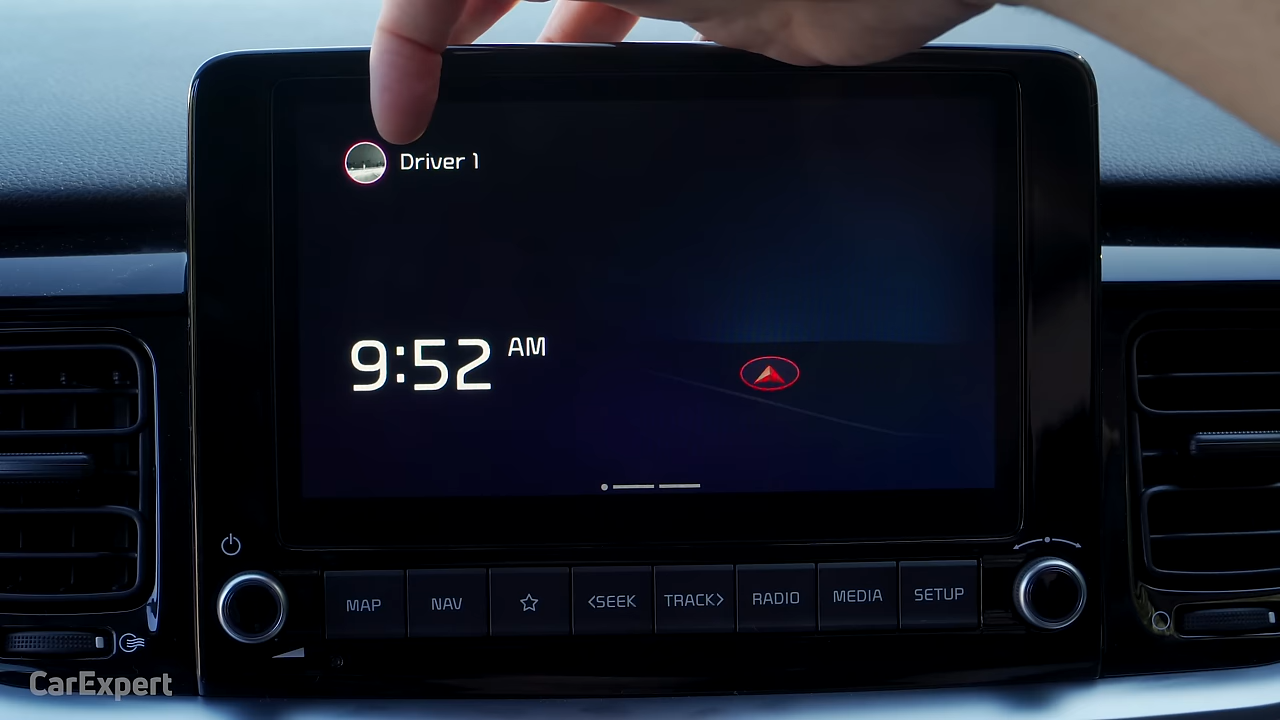 Driver 1
9:52 AM
MAP
NAV
<SEEK
TRACK>
RADIO
MEDIA
SETUP
CarExpert